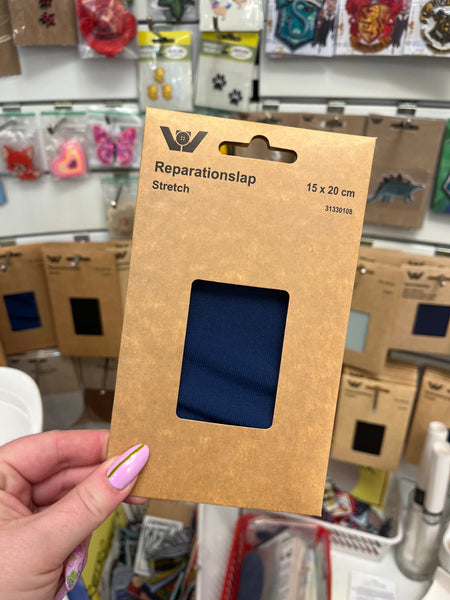 Reparationslap
Stretch
15 x 20 cm
31330108